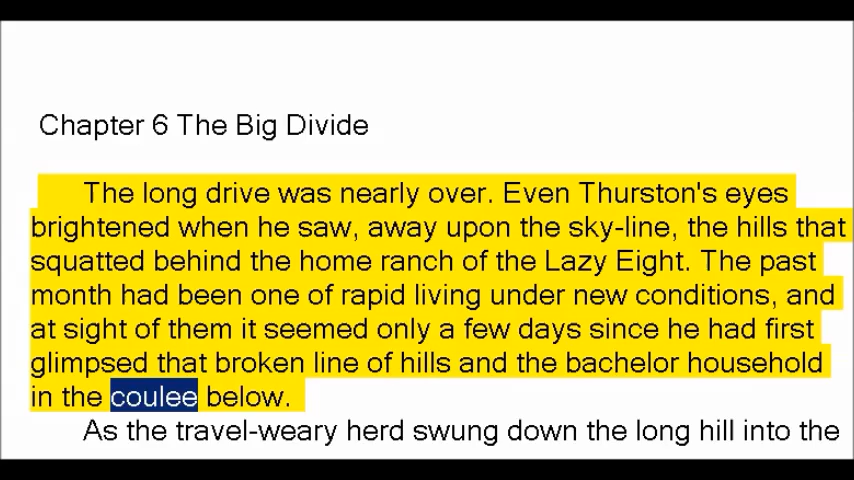 Chapter 6 The Big Divide
The long drive was nearly over. Even Thurston's eyes
brightened when he saw, away upon the sky-line, the hills that
squatted behind the home ranch of the Lazy Eight. The past
month had been one of rapid living under new conditions, and
at sight of them it seemed only a few days since he had first
glimpsed that broken line of hills and the bachelor household
in the coulee below.
As the travel-weary herd swung down the long hill into the